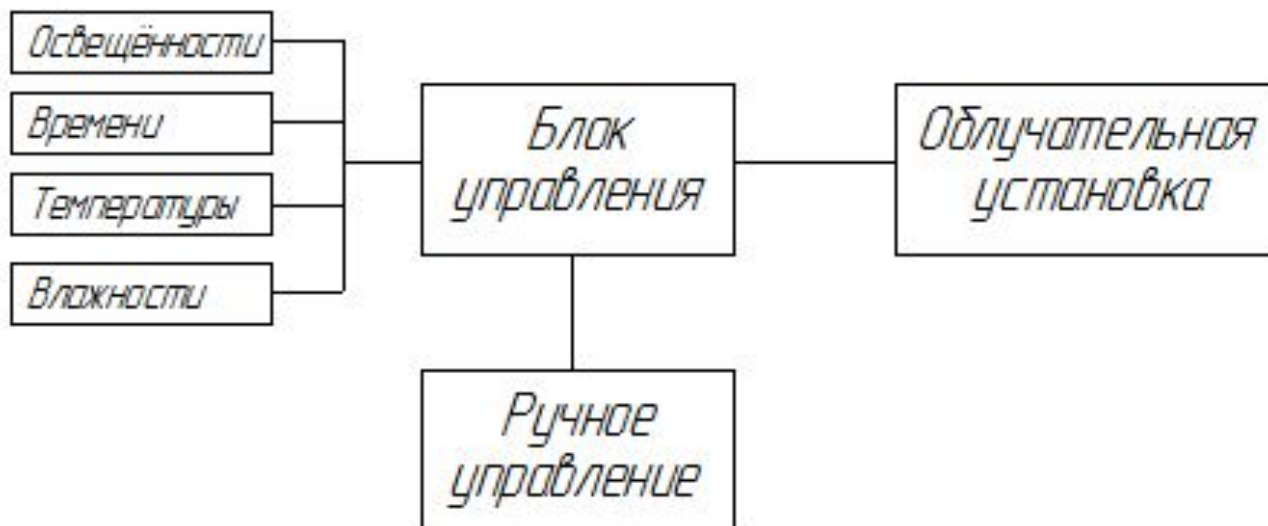 Освещённости
Времени
Температуры
Влажности
Блок
управления
Облучательная
установка
Ручное
управление